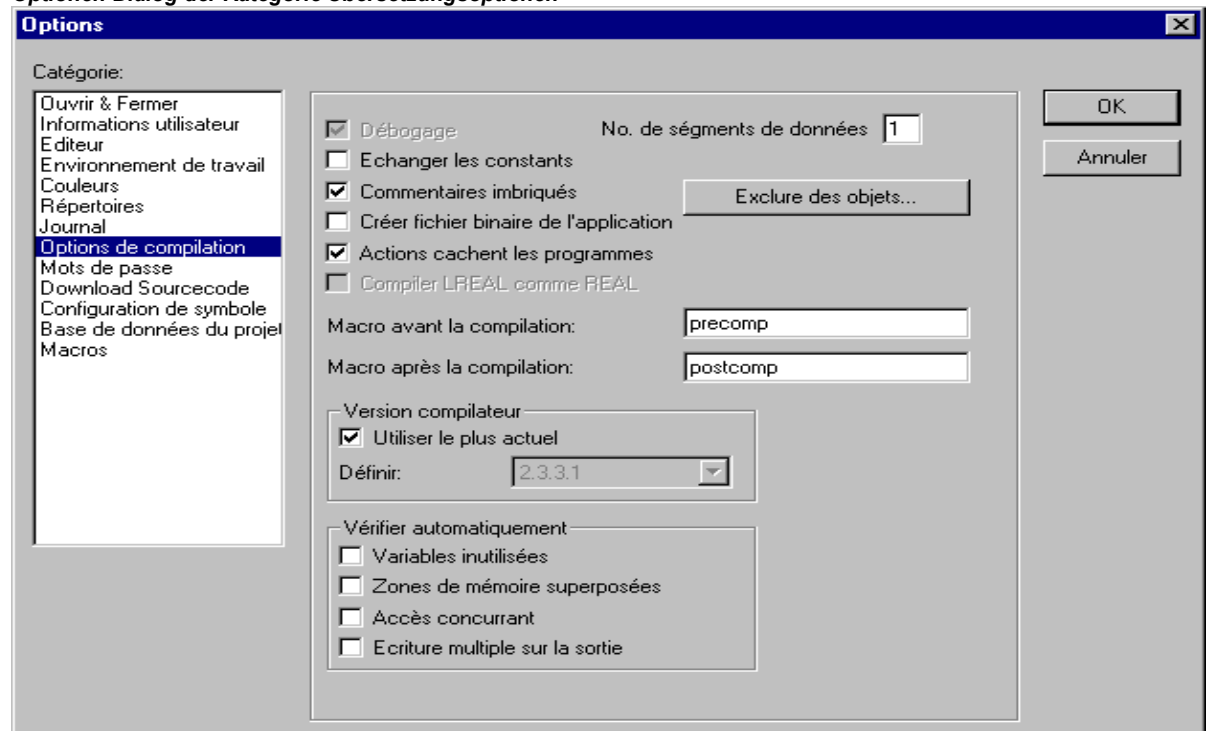 Optionen Dialog der Kategorie Übersetzungsoptionen
Options
Catégorie:
Ouvrir & Fermer
Informations utilisateur
Editeur
Environnement de travail
Couleurs
Répertoires
Journal
Options de compilation
Mots de passe
Download Sourcecode
Configuration de symbole
Base de données du projet
Macros
Débogage
No. de ségments de données 1
Echanger les constants
Commentaires imbriqués
Exclure des objets...
Créer fichier binaire de l'application
Actions cachent les programmes
Compiler LREAL comme REAL
Macro avant la compilation: precomp
Macro après la compilation: postcomp
Version compilateur
Utiliser le plus actuel
Définir: 2.3.3.1
Vérifier automatiquement
Variables inutilisées
Zones de mémoire superposées
Accès concurrant
Ecriture multiple sur la sortie
OK
Annuler